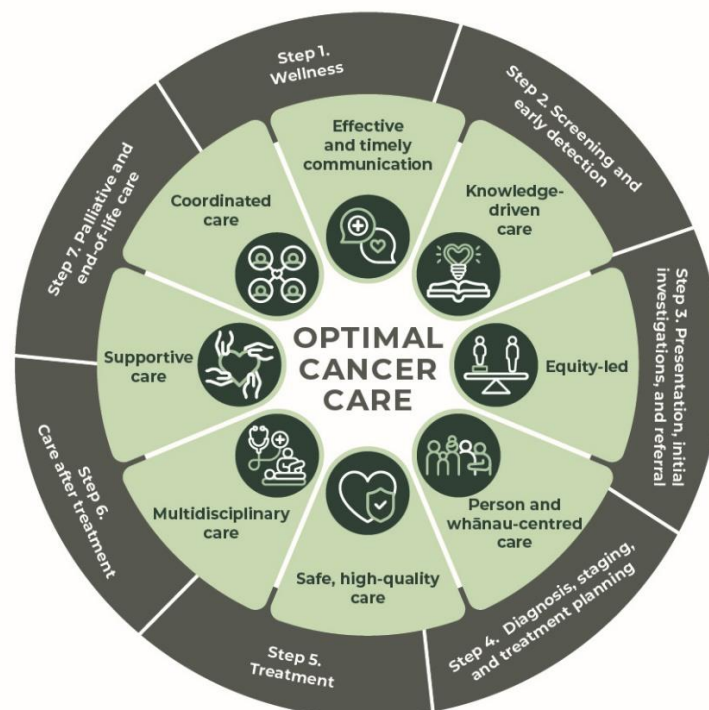 Step 1.
Wellness
Step 2. Screening and
early detection
Step 3. Presentation, initial
investigations, and referral
Step 4. Diagnosis, staging,
and treatment planning
Step 5.
Treatment
Step 6.
Care after treatment
Step 7. Palliative and
end-of-life care
Effective
and timely
communication
Knowledge-
driven
care
Equity-led
Person and
whānau-centred
care
Safe, high-quality
care
Multidisciplinary
care
Supportive
care
Coordinated
care
OPTIMAL
CANCER
CARE